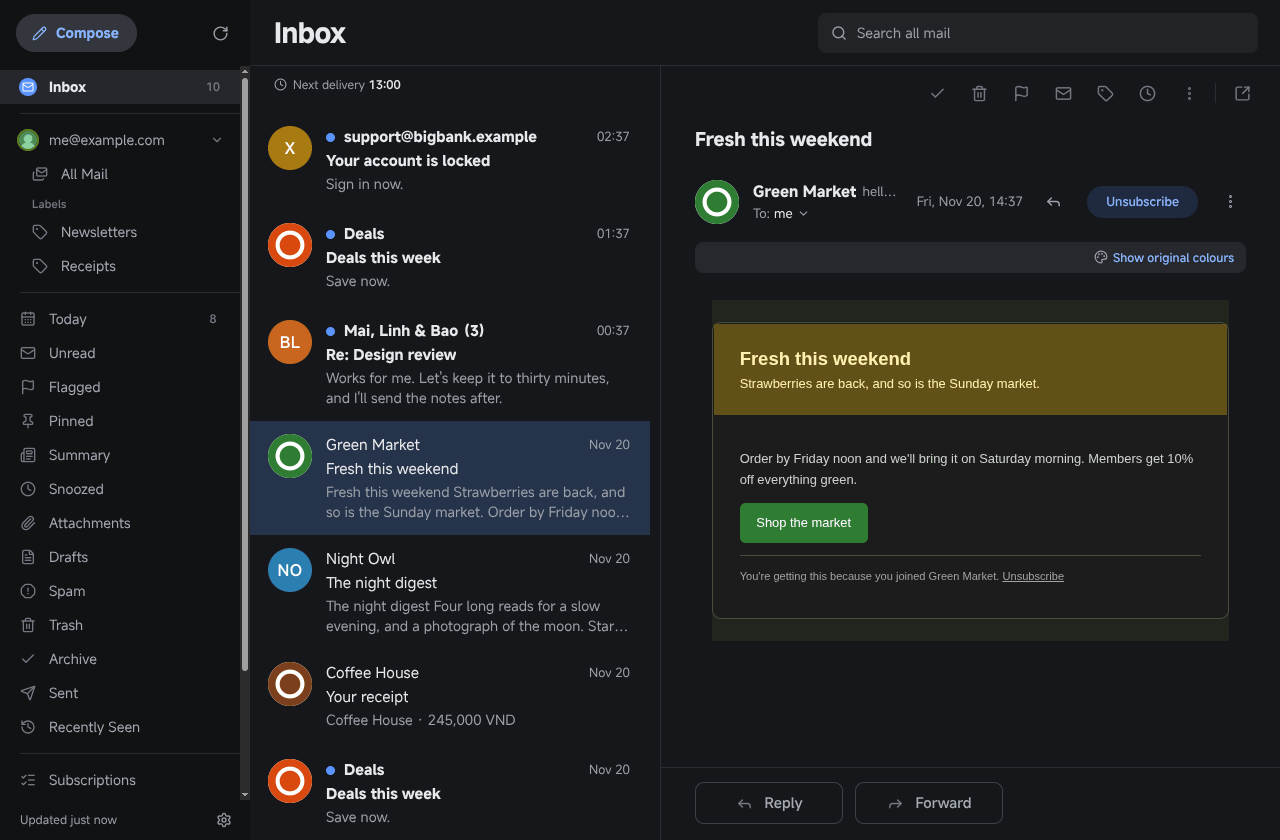 Compose
Inbox
10
me@example.com
All Mail
Labels
Newsletters
Receipts
Today
8
Unread
Flagged
Pinned
Summary
Snoozed
Attachments
Drafts
Spam
Trash
Archive
Sent
Recently Seen
Subscriptions
Updated just now
Inbox
Search all mail
Next delivery 13:00
X
support@bigbank.example
02:37
Your account is locked
Sign in now.
Deals
01:37
Deals this week
Save now.
BL
Mai, Linh & Bao (3)
00:37
Re: Design review
Works for me. Let's keep it to thirty minutes,
and I'll send the notes after.
Green Market
Nov 20
Fresh this weekend
Fresh this weekend Strawberries are back, and
so is the Sunday market. Order by Friday noo…
NO
Night Owl
Nov 20
The night digest
The night digest Four long reads for a slow
evening, and a photograph of the moon. Star…
Coffee House
Nov 20
Your receipt
Coffee House · 245,000 VND
Deals
Nov 20
Deals this week
Save now.
Fresh this weekend
Green Market hell…
To: me
Fri, Nov 20, 14:37
Unsubscribe
Show original colours
Fresh this weekend
Strawberries are back, and so is the Sunday market.
Order by Friday noon and we'll bring it on Saturday morning. Members get 10%
off everything green.
Shop the market
You're getting this because you joined Green Market. Unsubscribe
Reply
Forward